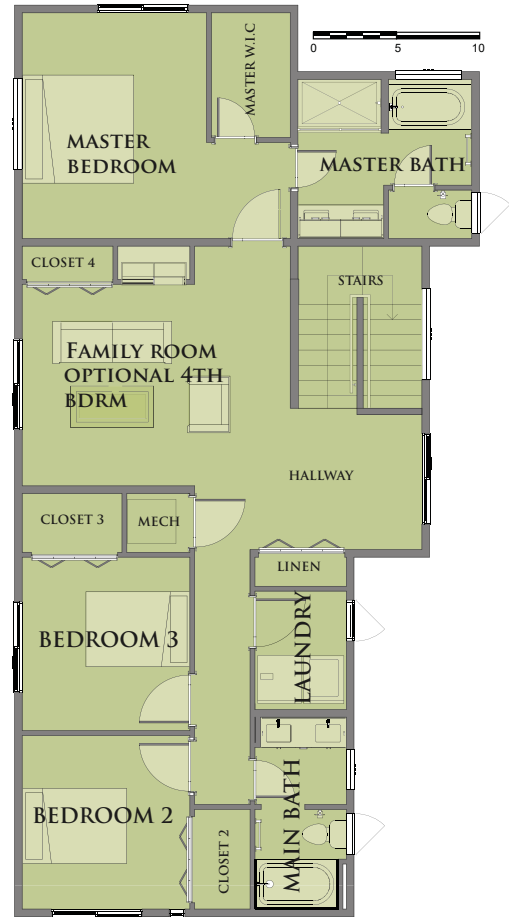 MASTER W.I.C
0 5 10
MASTER
BEDROOM
MASTER BATH
CLOSET 4
STAIRS
FAMILY ROOM
OPTIONAL 4TH
BDRM
HALLWAY
CLOSET 3
MECH
LINEN
BEDROOM 3
LAUNDRY
BEDROOM 2
CLOSET 2
MAIN BATH